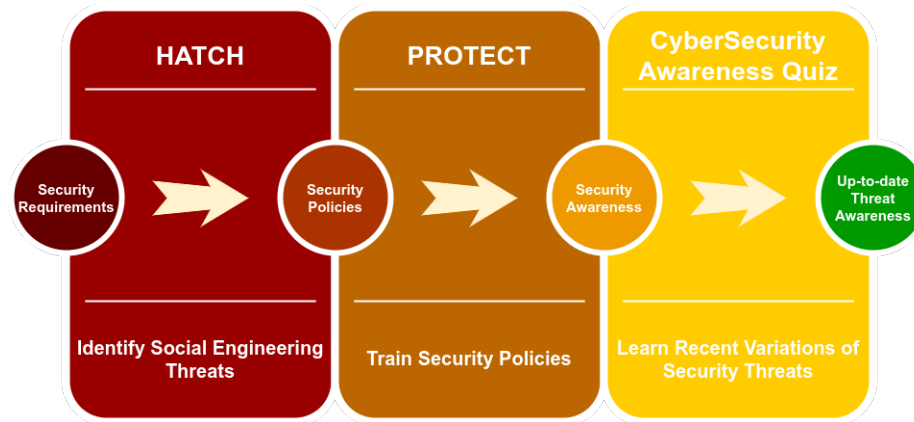 HATCH
PROTECT
CyberSecurity
Awareness Quiz
Security
Requirements
Security
Policies
Security
Awareness
Up-to-date
Threat
Awareness
Identify Social Engineering
Threats
Train Security Policies
Learn Recent Variations of
Security Threats